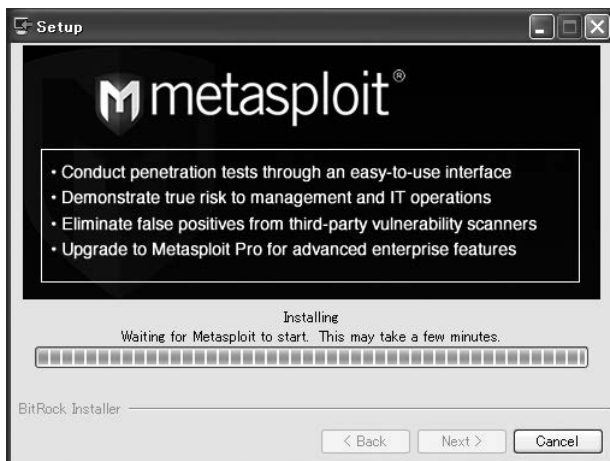 Setup
metasploit®
• Conduct penetration tests through an easy-to-use interface
• Demonstrate true risk to management and IT operations
• Eliminate false positives from third-party vulnerability scanners
• Upgrade to Metasploit Pro for advanced enterprise features
Installing
Waiting for Metasploit to start. This may take a few minutes.
BitRock Installer
< Back Next > Cancel